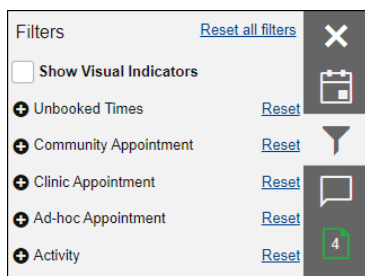 Filters Reset all filters
Show Visual Indicators
Unbooked Times Reset
Community Appointment Reset
Clinic Appointment Reset
Ad-hoc Appointment Reset
4
Activity Reset